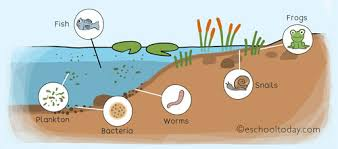 Fish
Frogs
Snails
Plankton
Bacteria
Worms
©eschooltoday.com